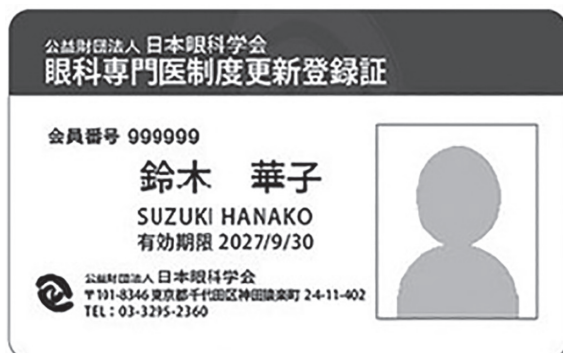 公益財団法人 日本眼科学会
眼科専門医制度更新登録証
会員番号 999999
鈴木 華子
SUZUKI HANAKO
有効期限 2027/9/30
公益財団法人 日本眼科学会
〒101-8346 東京都千代田区神田猿楽町 2-4-11-402
TEL : 03-3295-2360